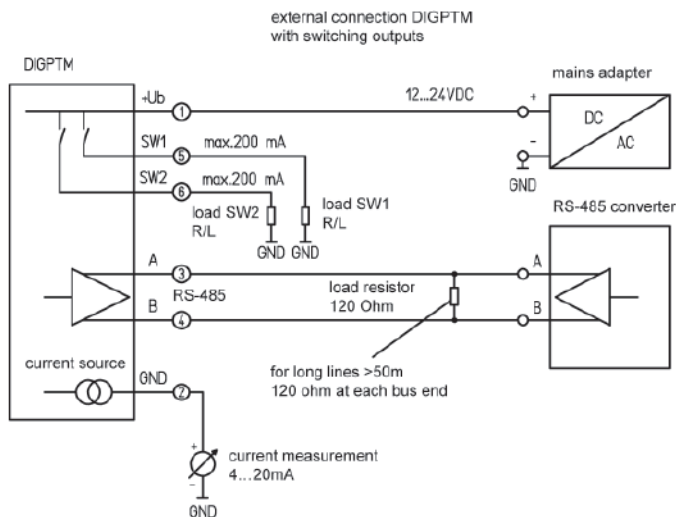 external connection DIGPTM
with switching outputs
DIGPTM
mains adapter
+Ub
1
12...24VDC
+
DC
AC
-
GND
SW1
5
max.200 mA
SW2
6
max.200 mA
load SW2
R/L
load SW1
R/L
GND
GND
RS-485 converter
A
3
A
RS-485
load resistor
120 Ohm
B
4
B
for long lines >50m
120 ohm at each bus end
current source
GND
2
+
current measurement
4...20mA
-
GND